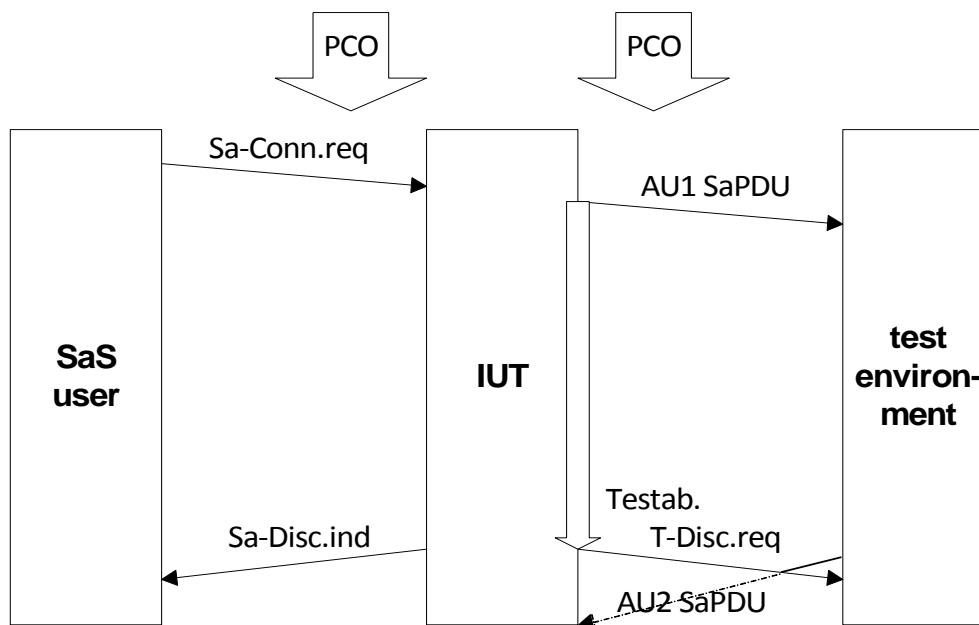 PCO
PCO
Sa-Conn.req
AU1 SaPDU
SaS
user
IUT
test
environ-
ment
Testab.
Sa-Disc.ind
T-Disc.req
AU2 SaPDU